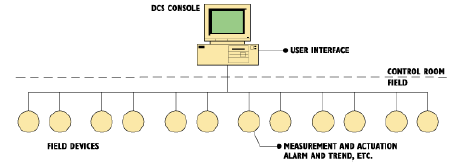 DCS CONSOLE
USER INTERFACE
CONTROL ROOM
FIELD
FIELD DEVICES
MEASUREMENT AND ACTUATION
ALARM AND TREND, ETC.